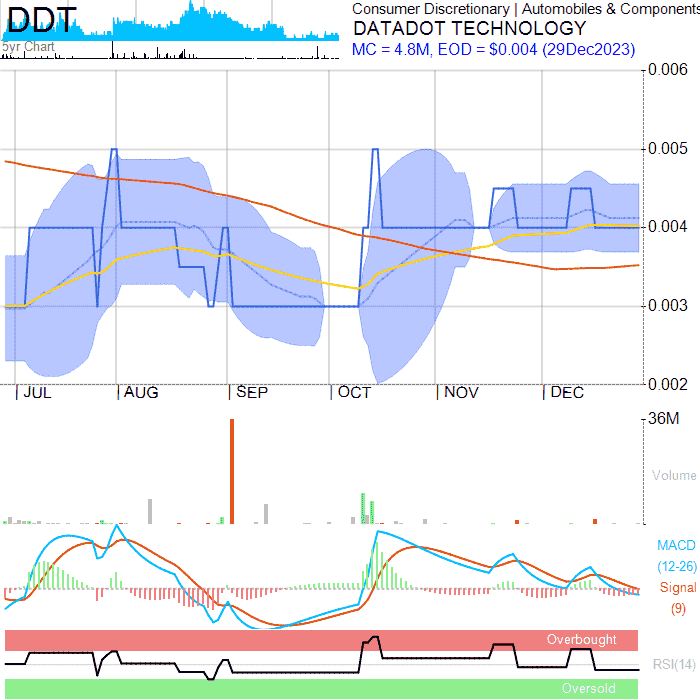 DDT
5yr Chart
Consumer Discretionary | Automobiles & Components
DATADOT TECHNOLOGY
MC = 4.8M, EOD = $0.004 (29Dec2023)
0.006
0.005
0.004
0.003
0.002
JUL
AUG
SEP
OCT
NOV
DEC
36M
Volume
MACD
(12-26)
Signal
(9)
Overbought
RSI(14)
Oversold